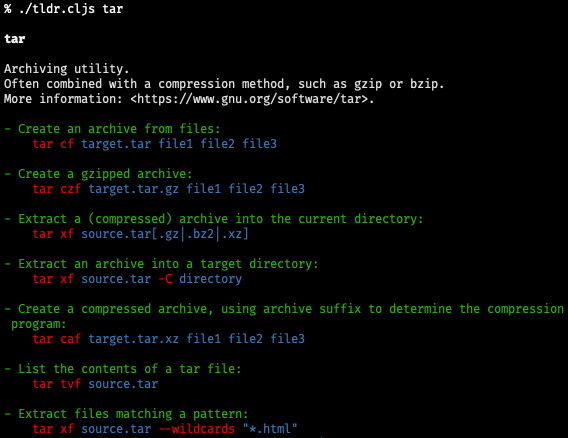 % ./tldr.cljs tar
tar
Archiving utility.
Often combined with a compression method, such as gzip or bzip.
More information: <https://www.gnu.org/software/tar>.
- Create an archive from files:
tar cf target.tar file1 file2 file3
- Create a gzipped archive:
tar czf target.tar.gz file1 file2 file3
- Extract a (compressed) archive into the current directory:
tar xf source.tar[.gz|.bz2|.xz]
- Extract an archive into a target directory:
tar xf source.tar -C directory
- Create a compressed archive, using archive suffix to determine the compression
program:
tar caf target.tar.xz file1 file2 file3
- List the contents of a tar file:
tar tvf source.tar
- Extract files matching a pattern:
tar xf source.tar --wildcards "*.html"